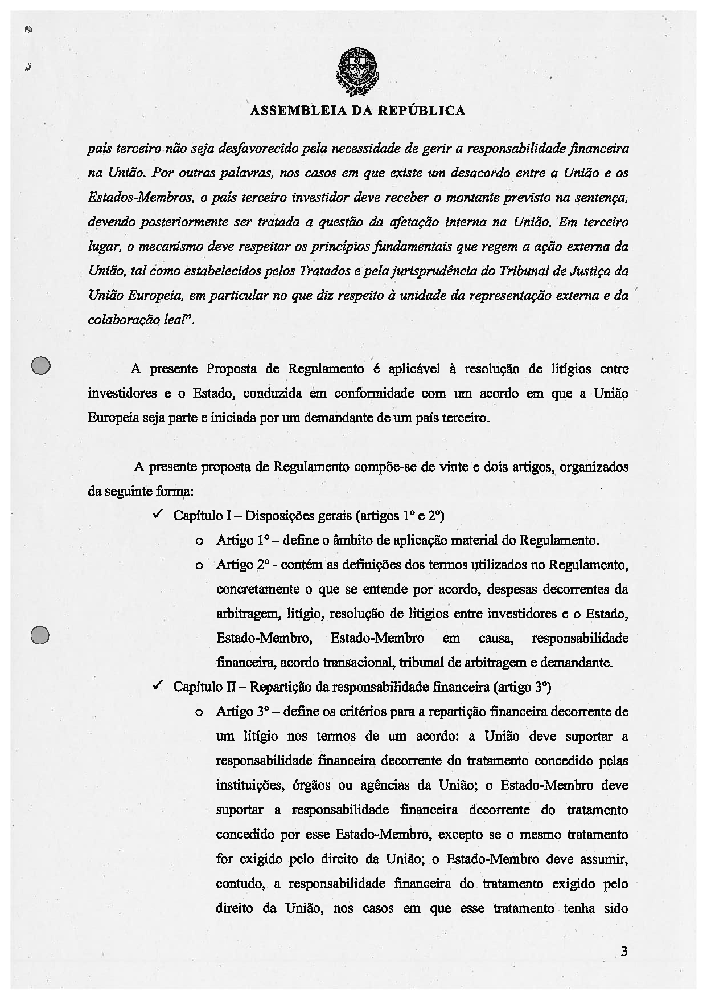 ASSEMBLEIA DA REPÚBLICA
país terceiro não seja desfavorecido pela necessidade de gerir a responsabilidade financeira
na União. Por outras palavras, nos casos em que existe um desacordo entre a União e os
Estados-Membros, o país terceiro investidor deve receber o montante previsto na sentença,
devendo posteriormente ser tratada a questão da afetação interna na União. Em terceiro
lugar, o mecanismo deve respeitar os princípios fundamentais que regem a ação externa da
União, tal como estabelecidos pelos Tratados e pela jurisprudência do Tribunal de Justiça da
União Europeia, em particular no que diz respeito à unidade da representação externa e da
colaboração leal”.
A presente Proposta de Regulamento é aplicável à resolução de litígios entre
investidores e o Estado, conduzida em conformidade com um acordo em que a União
Europeia seja parte e iniciada por um demandante de um país terceiro.
A presente proposta de Regulamento compõe-se de vinte e dois artigos, organizados
da seguinte forma:
✓ Capítulo I – Disposições gerais (artigos 1º e 2º)
o Artigo 1º – define o âmbito de aplicação material do Regulamento.
o Artigo 2º - contém as definições dos termos utilizados no Regulamento,
concretamente o que se entende por acordo, despesas decorrentes da
arbitragem, litígio, resolução de litígios entre investidores e o Estado,
Estado-Membro, Estado-Membro em causa, responsabilidade
financeira, acordo transacional, tribunal de arbitragem e demandante.
✓ Capítulo II – Repartição da responsabilidade financeira (artigo 3º)
o Artigo 3º – define os critérios para a repartição financeira decorrente de
um litígio nos termos de um acordo: a União deve suportar a
responsabilidade financeira decorrente do tratamento concedido pelas
instituições, órgãos ou agências da União; o Estado-Membro deve
suportar a responsabilidade financeira decorrente do tratamento
concedido por esse Estado-Membro, excepto se o mesmo tratamento
for exigido pelo direito da União; o Estado-Membro deve assumir,
contudo, a responsabilidade financeira do tratamento exigido pelo
direito da União, nos casos em que esse tratamento tenha sido
3